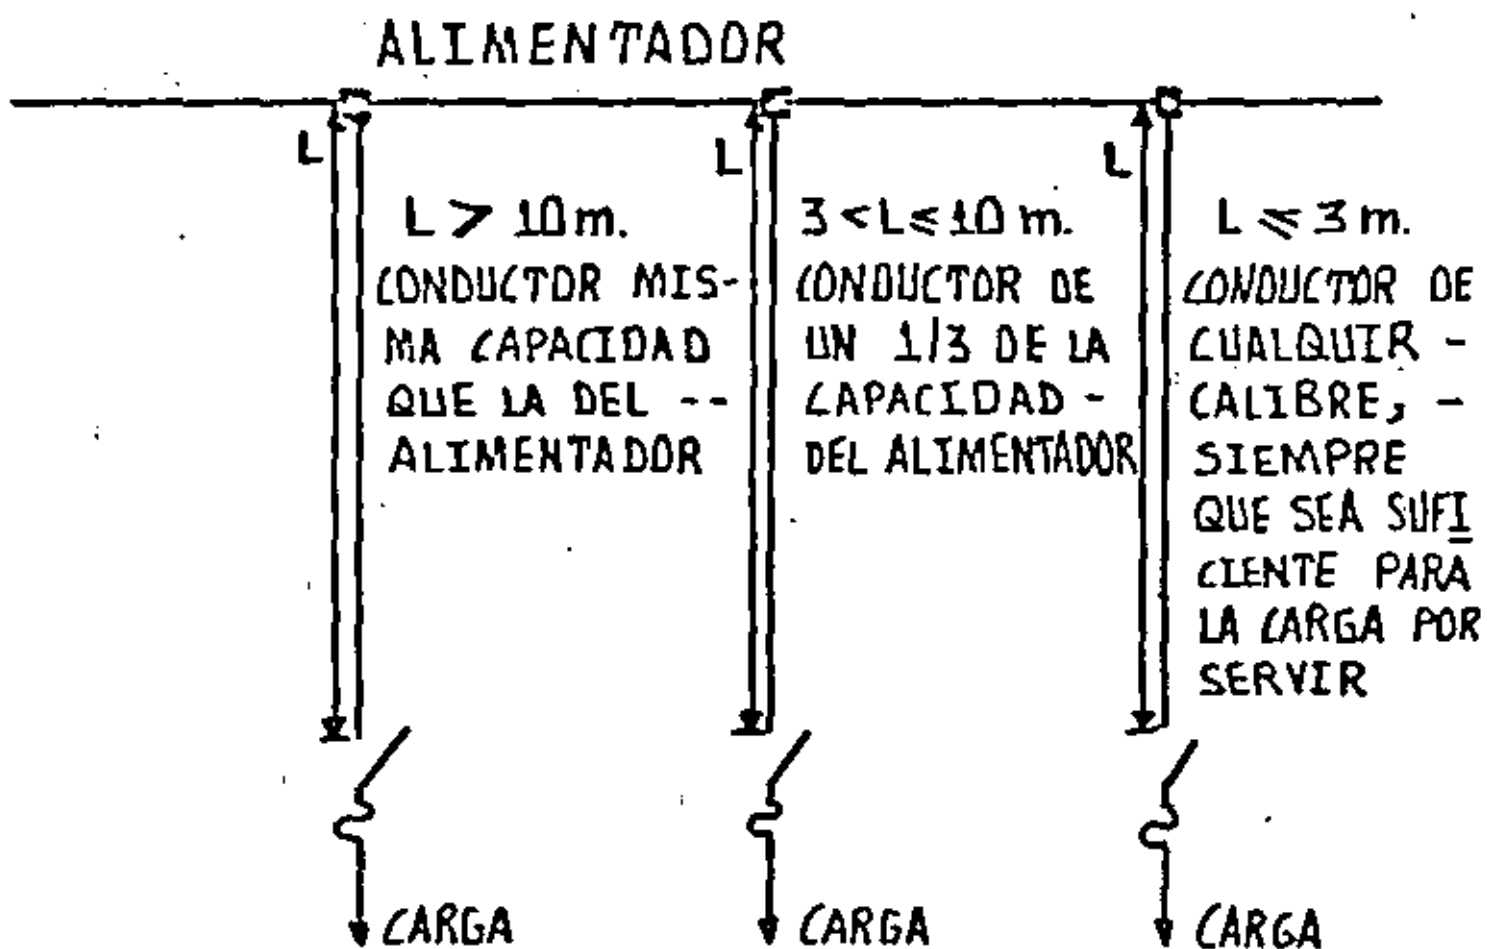 ALIMENTADOR
L
L > 10 m.
CONDUCTOR MIS-
MA CAPACIDAD
QUE LA DEL --
ALIMENTADOR
CARGA
L
3 < L ≤ 10 m.
CONDUCTOR DE
UN 1/3 DE LA
CAPACIDAD -
DEL ALIMENTADOR
CARGA
L
L ≤ 3 m.
CONDUCTOR DE
CUALQUIR -
CALIBRE, -
SIEMPRE
QUE SEA SUFI
CIENTE PARA
LA CARGA POR
SERVIR
CARGA